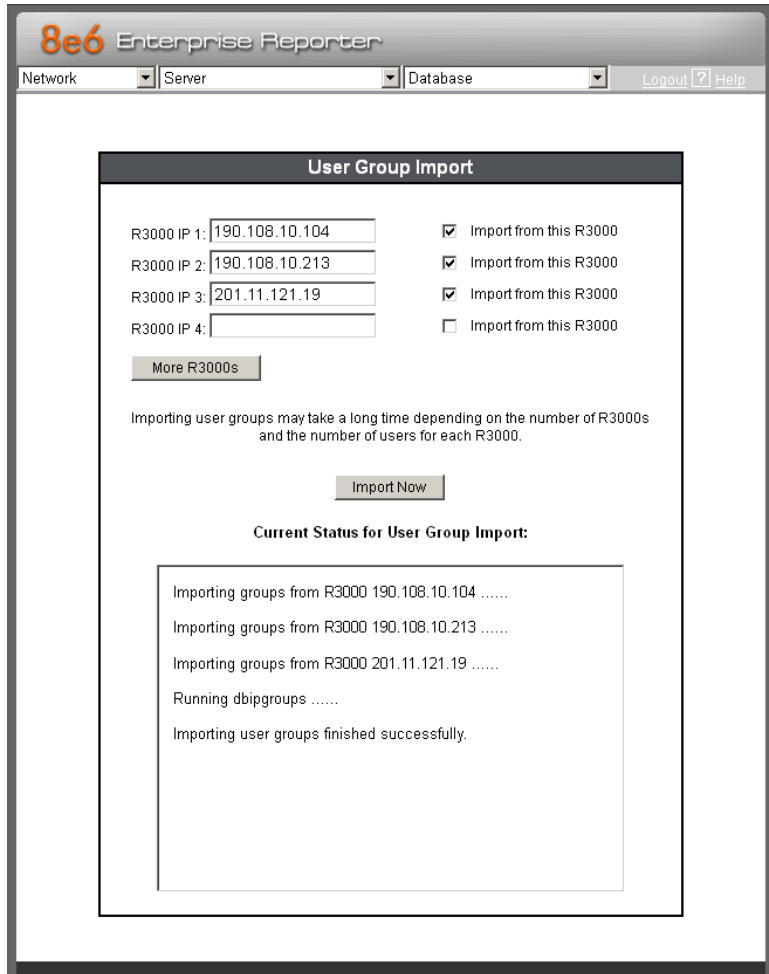 8e6 Enterprise Reporter
Network Server Database Logout ? Help
User Group Import
R3000 IP 1: 190.108.10.104 Import from this R3000
R3000 IP 2: 190.108.10.213 Import from this R3000
R3000 IP 3: 201.11.121.19 Import from this R3000
R3000 IP 4: Import from this R3000
More R3000s
Importing user groups may take a long time depending on the number of R3000s
and the number of users for each R3000.
Import Now
Current Status for User Group Import:
Importing groups from R3000 190.108.10.104 ......
Importing groups from R3000 190.108.10.213 ......
Importing groups from R3000 201.11.121.19 ......
Running dbipgroups ......
Importing user groups finished successfully.